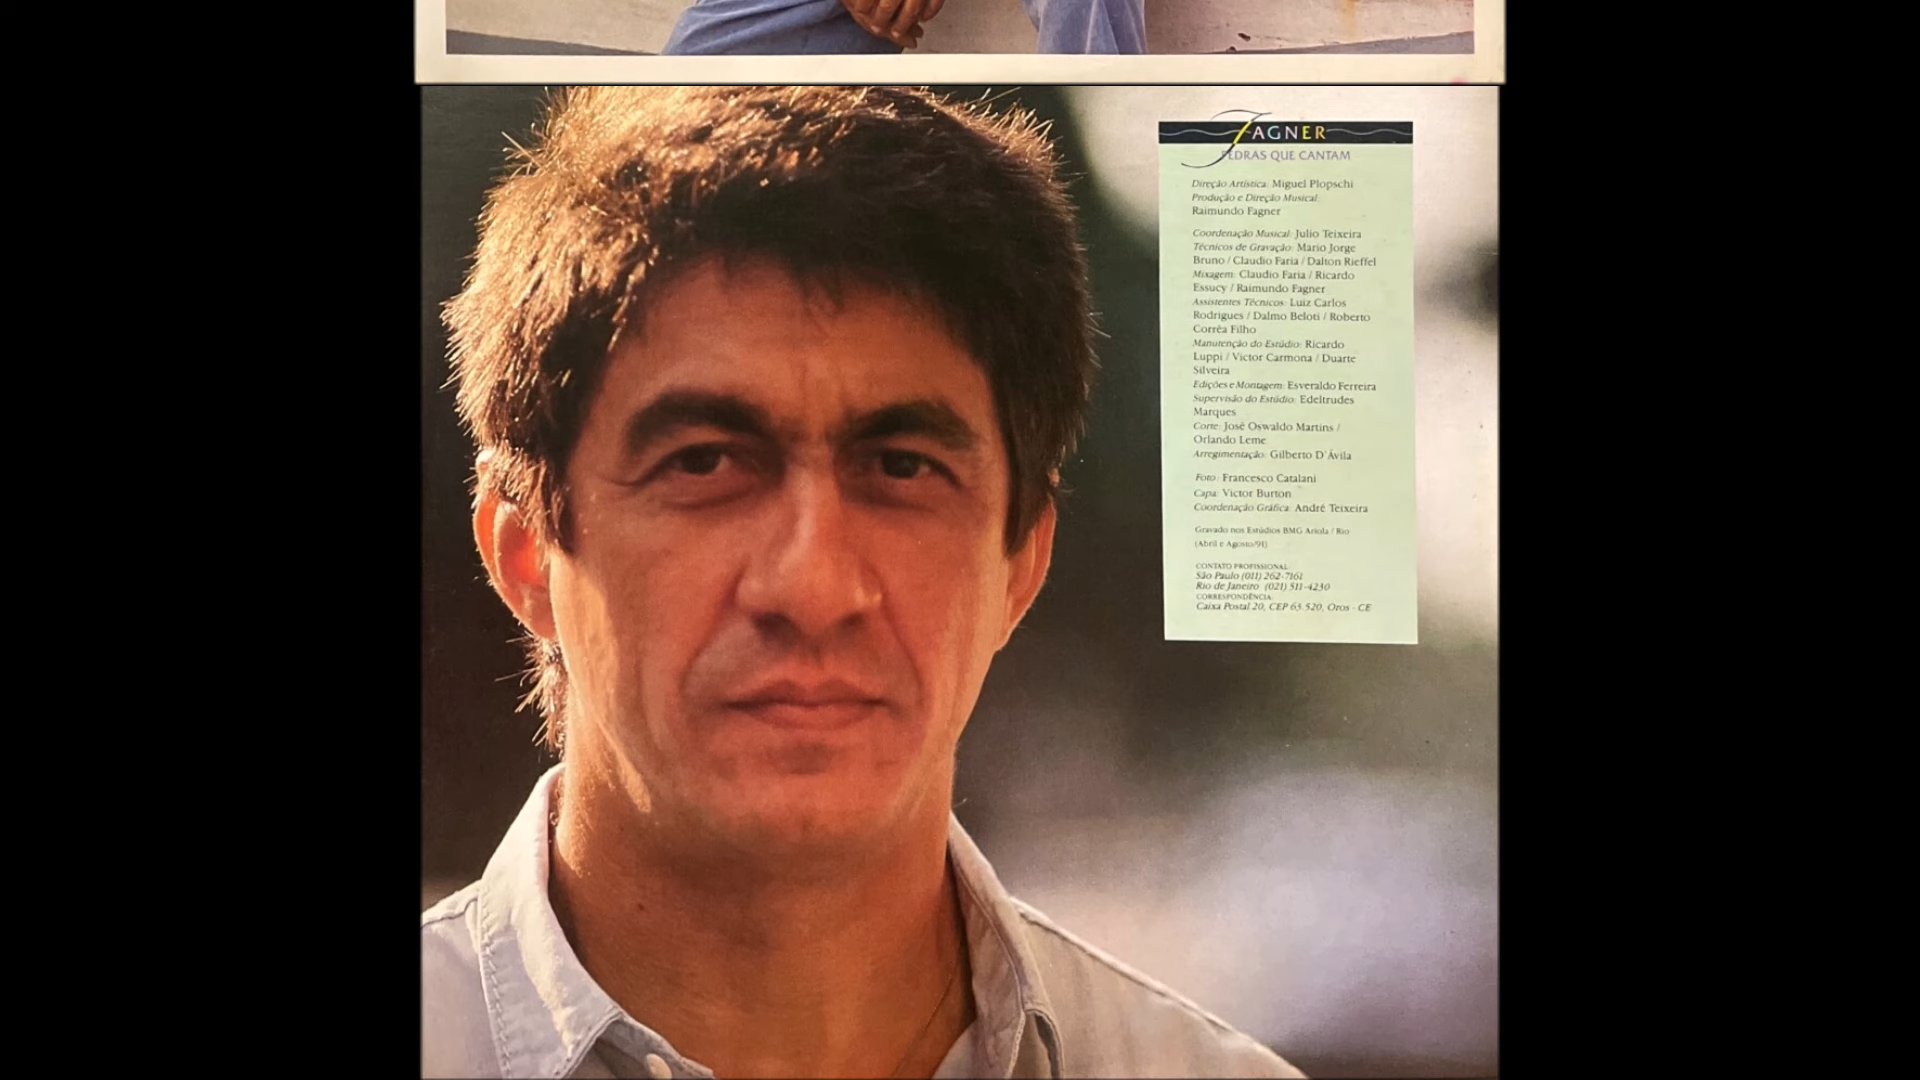 FAGNER
PEDRAS QUE CANTAM
Direção Artística: Miguel Plopschi
Produção e Direção Musical:
Raimundo Fagner
Coordenação Musical: Julio Teixeira
Técnicos de Gravação: Mario Jorge
Bruno / Claudio Faria / Dalton Rieffel
Mixagem: Claudio Faria / Ricardo
Essucy / Raimundo Fagner
Assistentes Técnicos: Luiz Carlos
Rodrigues / Dalmo Beloti / Roberto
Corrêa Filho
Manutenção do Estúdio: Ricardo
Luppi / Victor Carmona / Duarte
Silveira
Edições e Montagem: Esveraldo Ferreira
Supervisão do Estúdio: Edeltrudes
Marques
Corte: José Oswaldo Martins /
Orlando Leme
Arregimentação: Gilberto D'Ávila
Foto: Francesco Catalani
Capa: Victor Burton
Coordenação Gráfica: André Teixeira
Gravado nos Estúdios BMG Ariola / Rio
(Abril e Agosto/91)
CONTATO PROFISSIONAL:
São Paulo (011) 262-7161
Rio de Janeiro (021) 511-4230
CORRESPONDÊNCIA:
Caixa Postal 20, CEP 63.520, Oros - CE